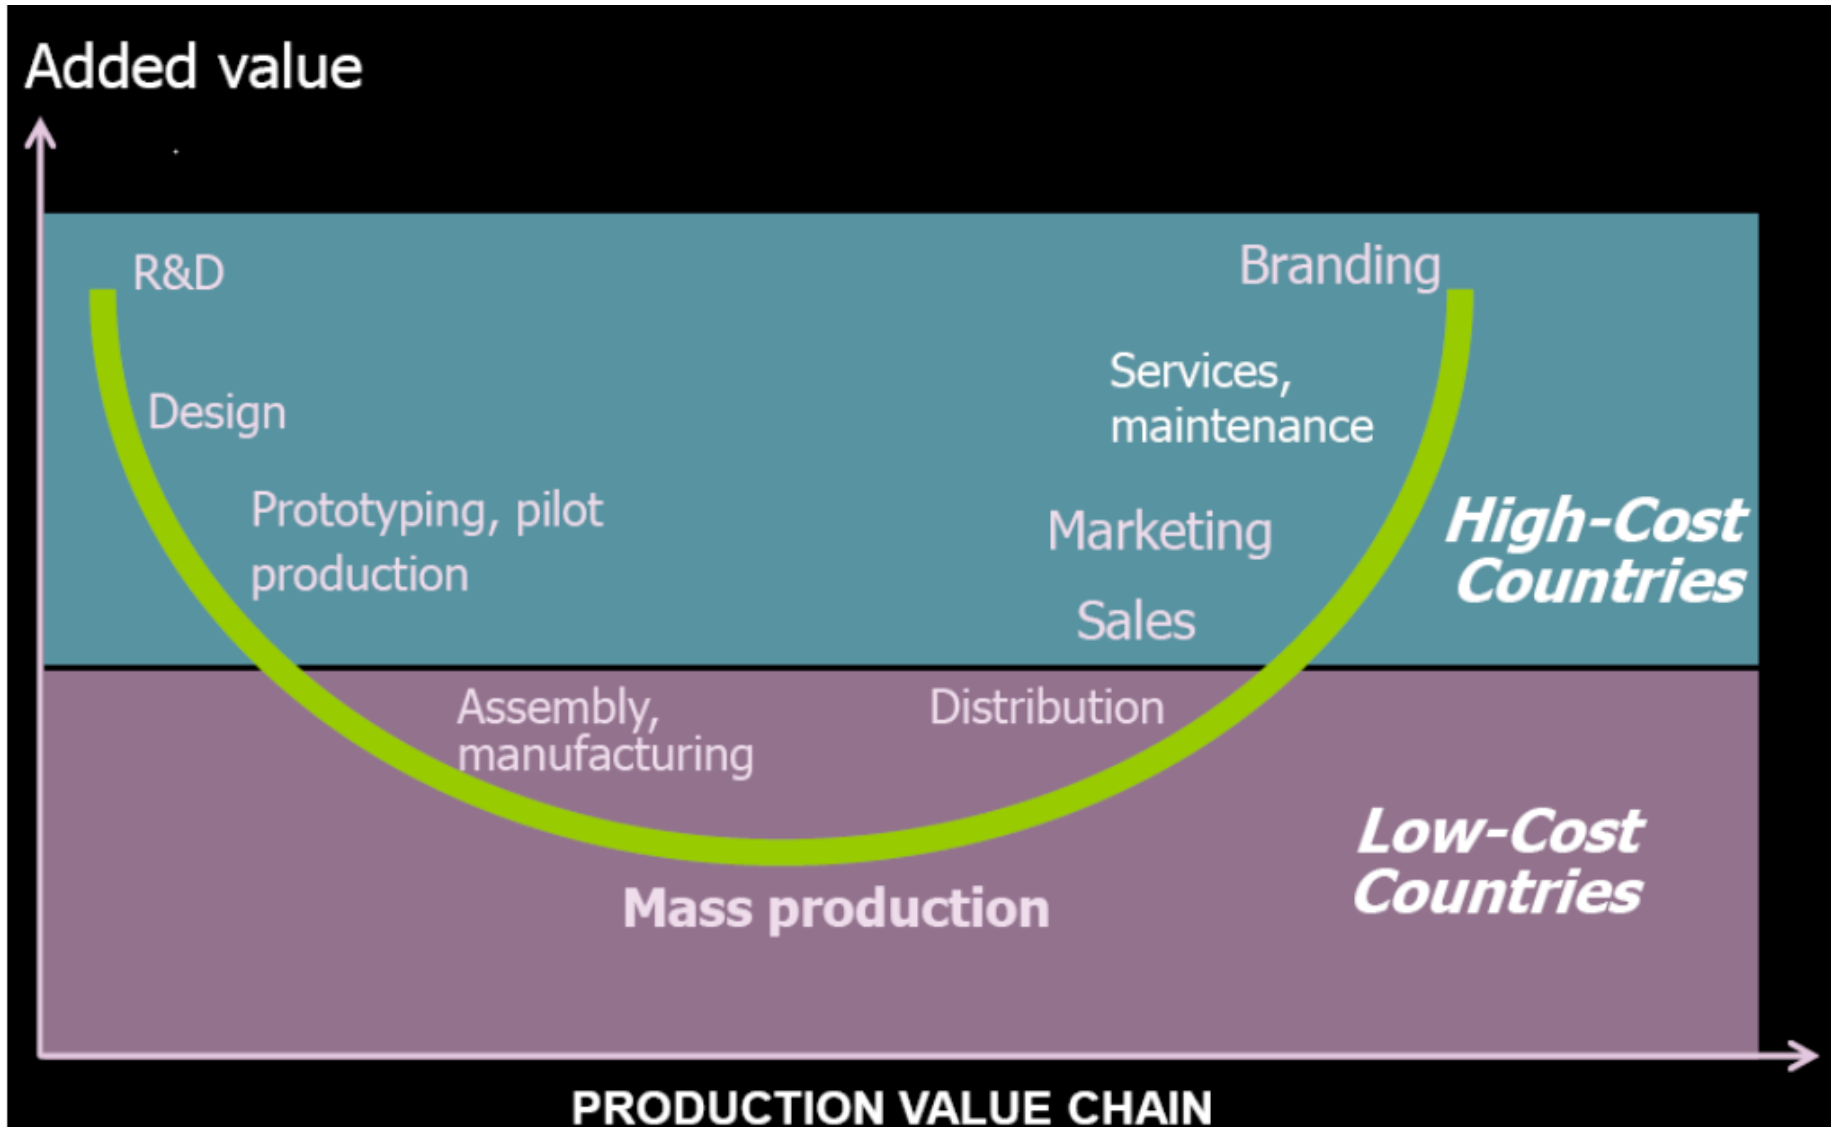 Added value
R&D
Branding
Services,
maintenance
Design
Prototyping, pilot
production
Marketing
High-Cost
Countries
Sales
Assembly,
manufacturing
Distribution
Low-Cost
Countries
Mass production
PRODUCTION VALUE CHAIN